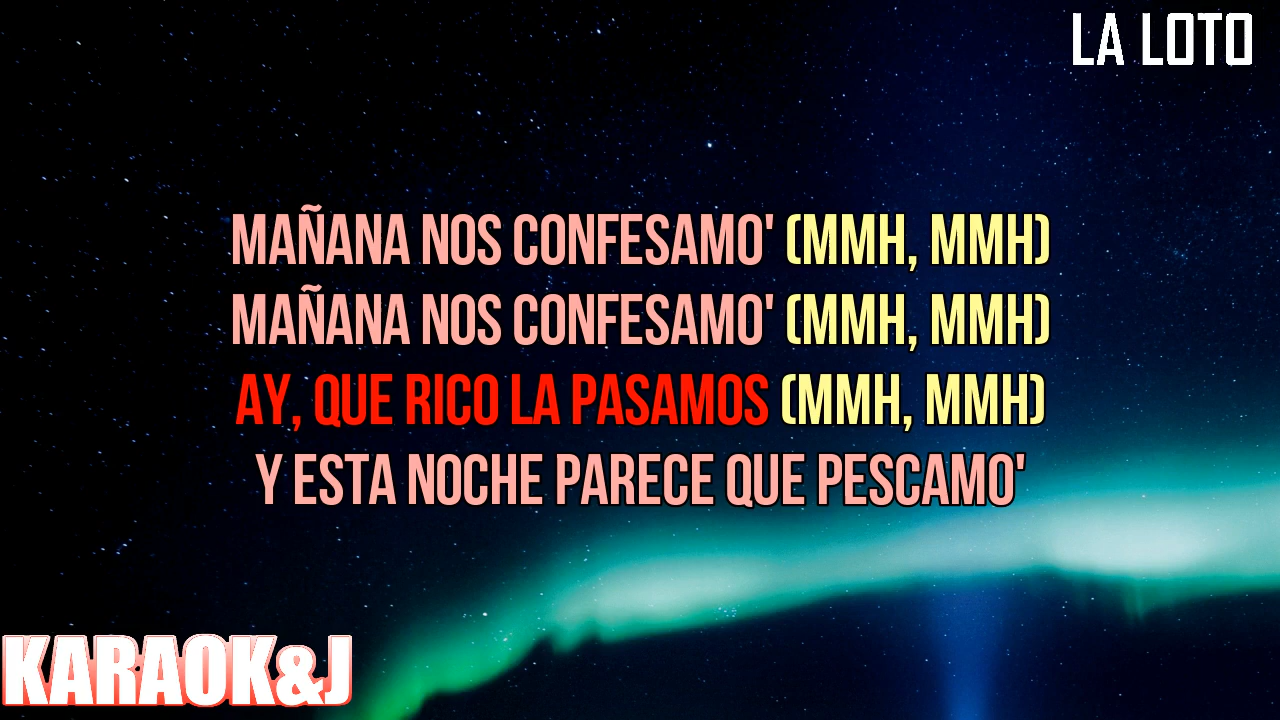 LA LOTO
MAÑANA NOS CONFESAMO' (MMH, MMH)
MAÑANA NOS CONFESAMO' (MMH, MMH)
AY, QUE RICO LA PASAMOS (MMH, MMH)
Y ESTA NOCHE PARECE QUE PESCAMO'
KARAOK&J